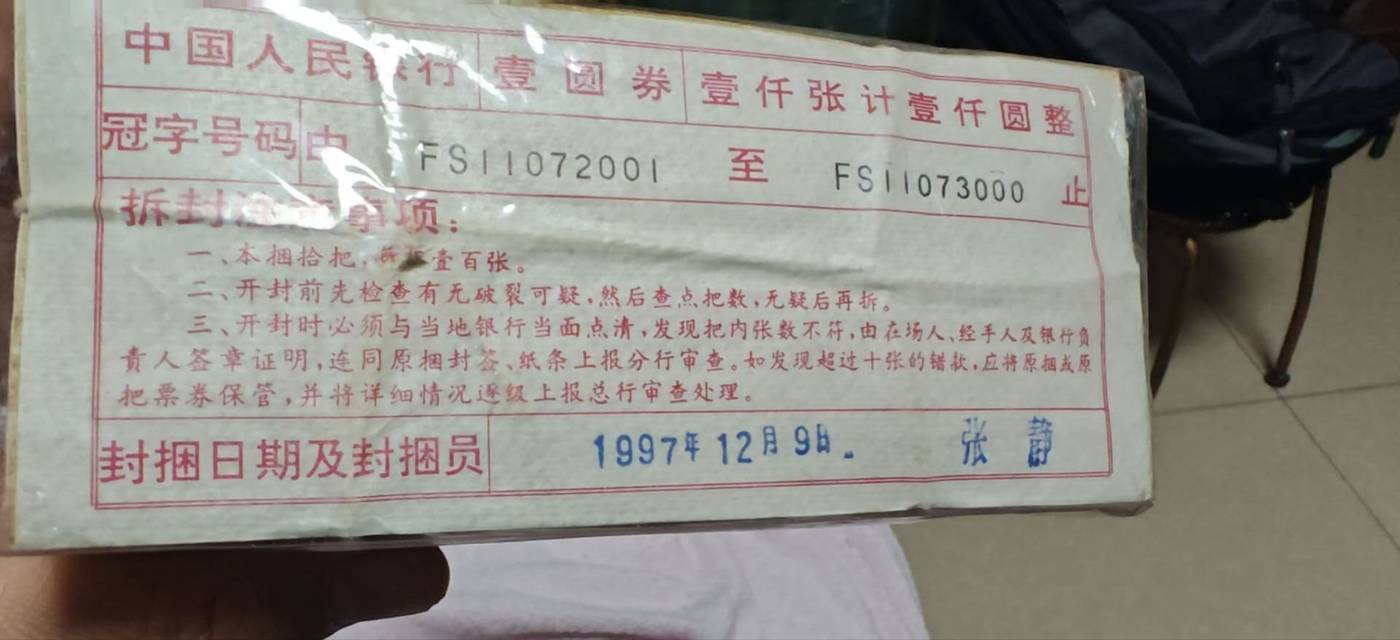 中国人民银行 壹圆券 壹仟张计壹仟圆整
冠字号码 由 FS11072001 至 FS11073000 止
拆封注意事项：
一、本捆拾把，每把壹百张。
二、开封前先检查有无破裂可疑，然后查点把数，无疑后再拆。
三、开封时必须与当地银行当面点清，发现把内张数不符，由在场人、经手人及银行负
责人签章证明，连同原捆封签、纸条上报分行审查。如发现超过十张的错款，应将原捆或原
把票券保管，并将详细情况逐级上报总行审查处理。
封捆日期及封捆员 1997年12月9日. 张静